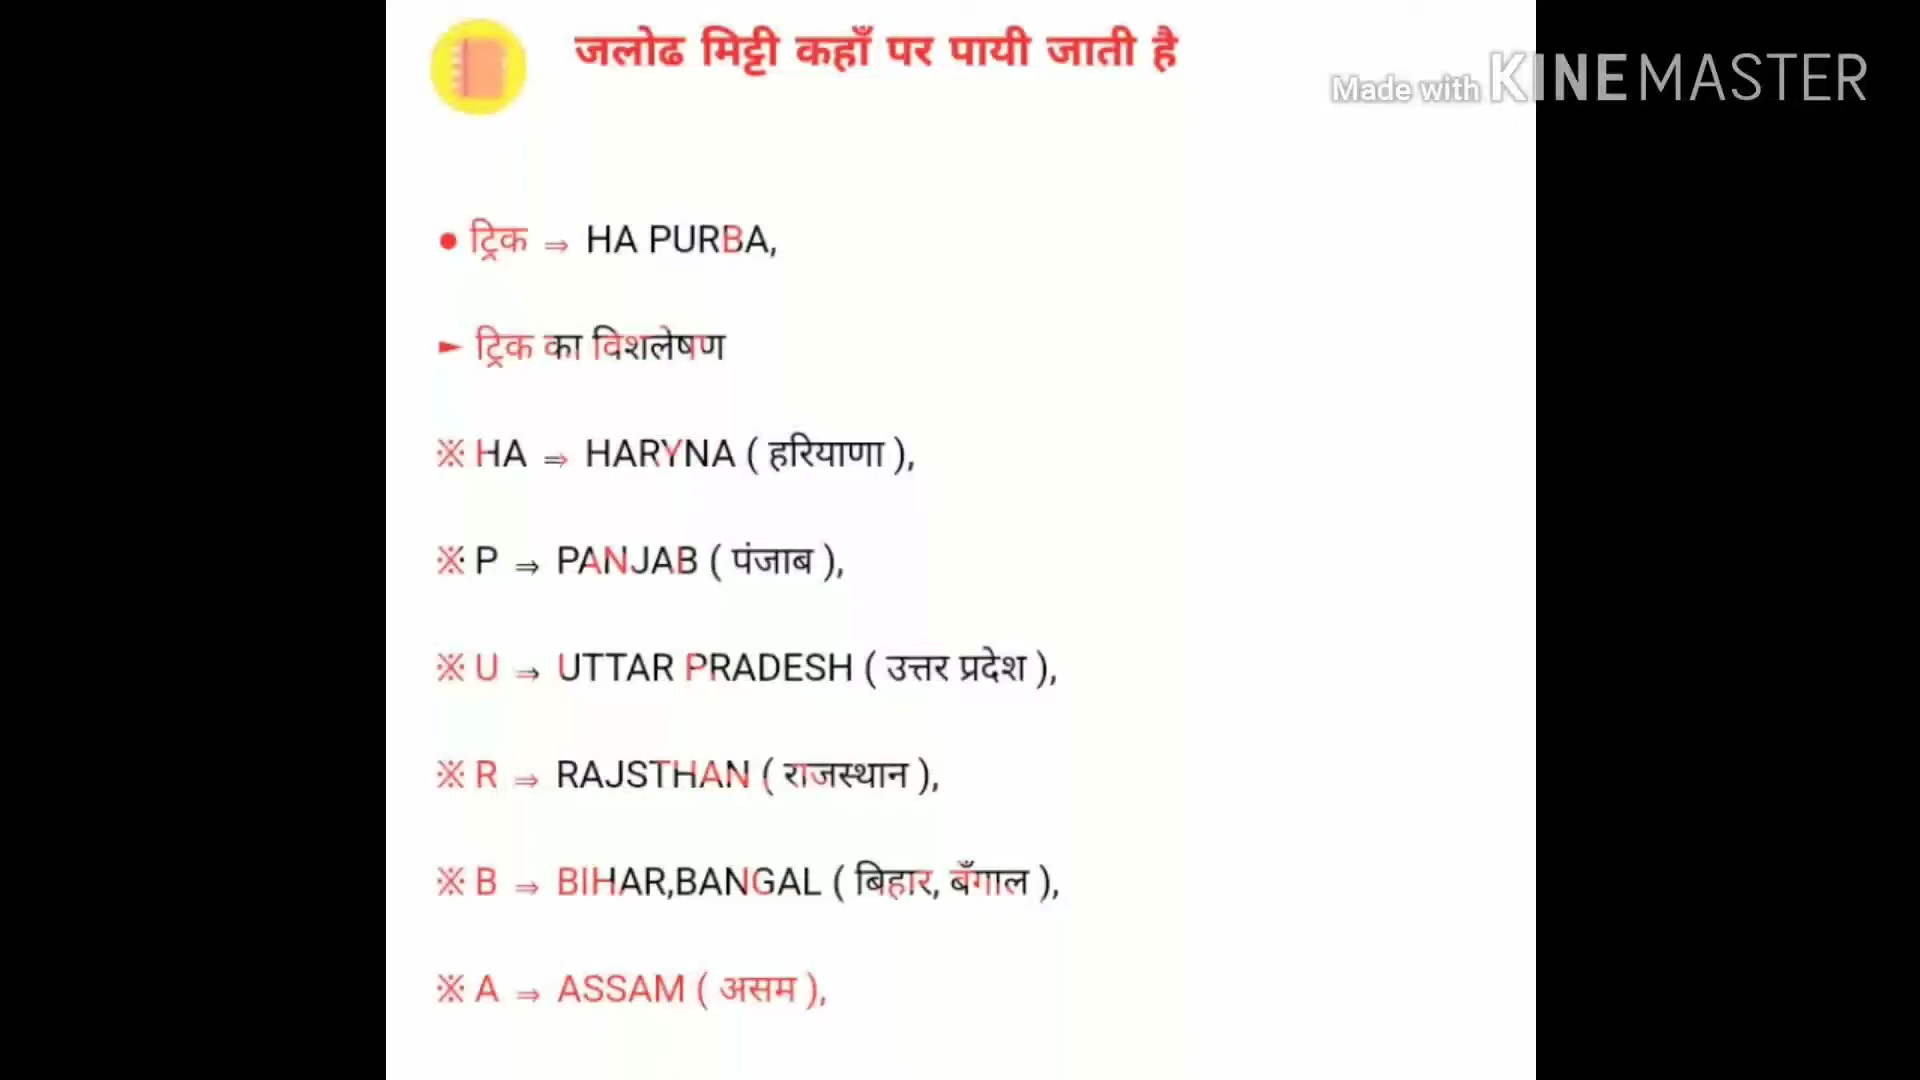 जलोढ मिट्टी कहाँ पर पायी जाती है
Made with KINEMASTER
● ट्रिक ⇒ HA PURBA,
► ट्रिक का विशलेषण
※ HA ⇒ HARYNA ( हरियाणा ),
※ P ⇒ PANJAB ( पंजाब ),
※ U ⇒ UTTAR PRADESH ( उत्तर प्रदेश ),
※ R ⇒ RAJSTHAN ( राजस्थान ),
※ B ⇒ BIHAR,BANGAL ( बिहार, बँगाल ),
※ A ⇒ ASSAM ( असम ),